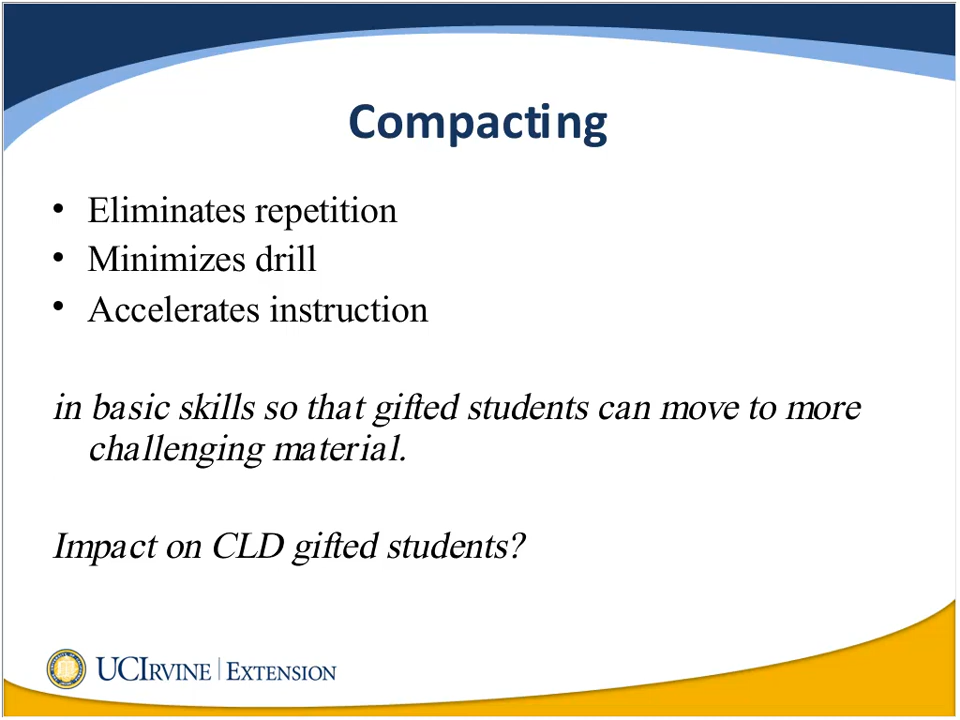 Compacting
• Eliminates repetition
• Minimizes drill
• Accelerates instruction
in basic skills so that gifted students can move to more
challenging material.
Impact on CLD gifted students?
UCIRVINE | EXTENSION